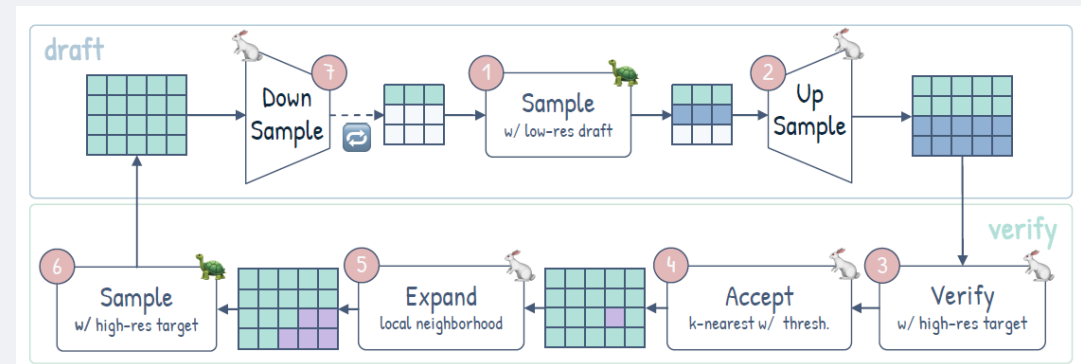 draft
7
Down
Sample
1
Sample
w/ low-res draft
2
Up
Sample
verify
6
Sample
w/ high-res target
5
Expand
local neighborhood
4
Accept
k-nearest w/ thresh.
3
Verify
w/ high-res target